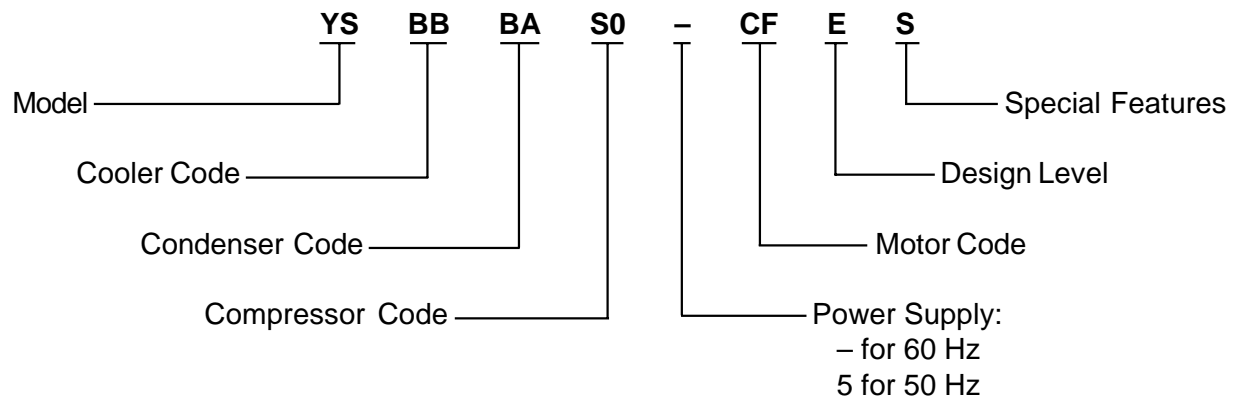 YS BB BA S0 – CF E S
Model
Special Features
Cooler Code
Design Level
Condenser Code
Motor Code
Compressor Code
Power Supply:
– for 60 Hz
5 for 50 Hz